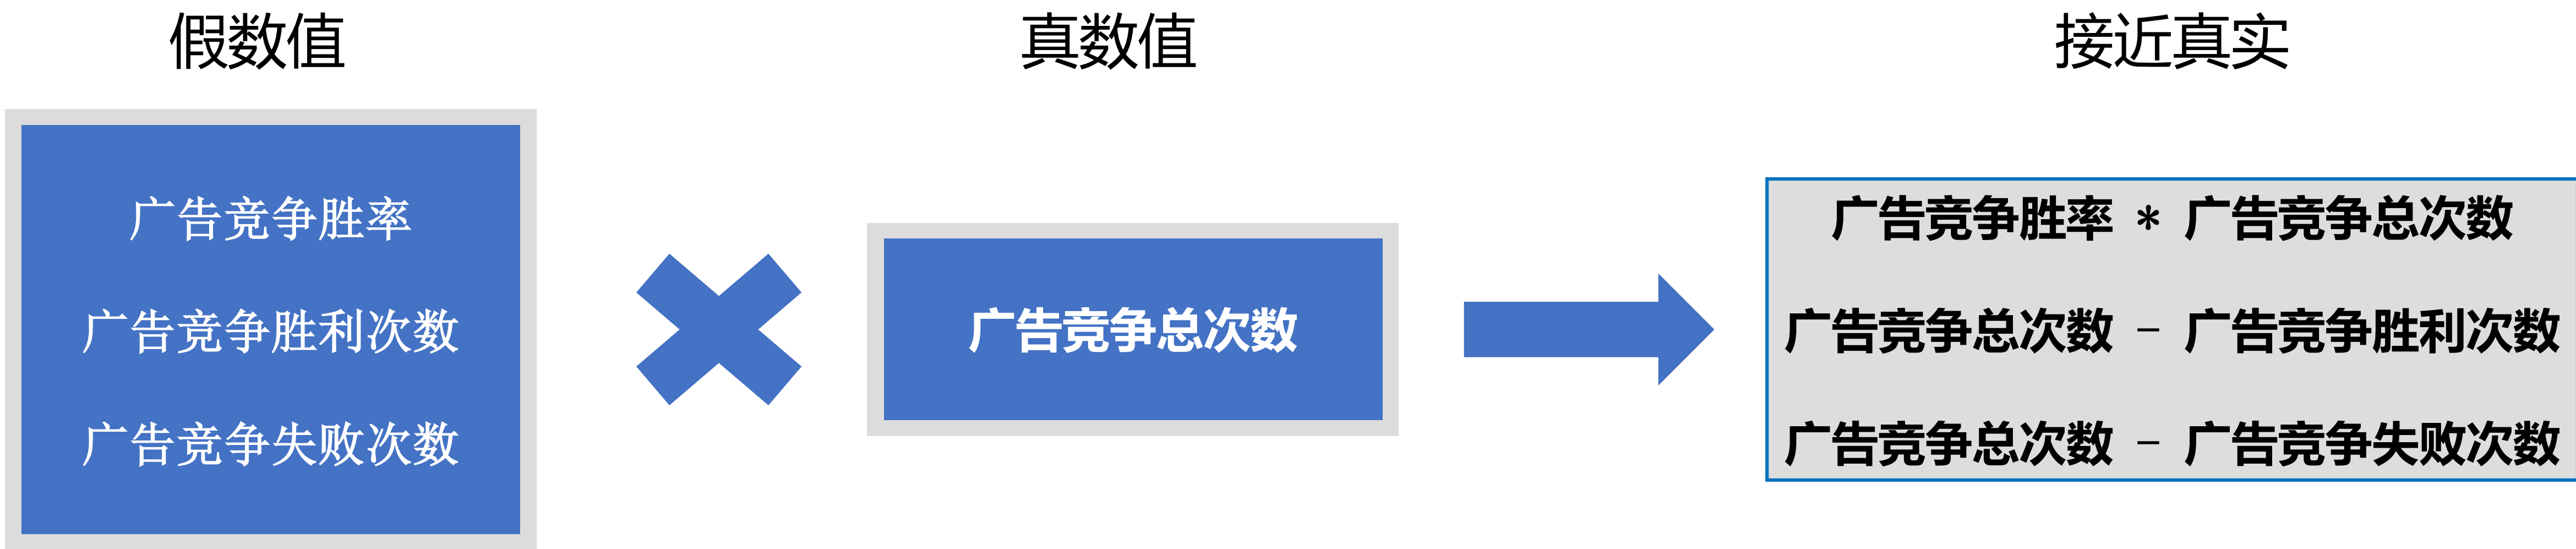 假数值
真数值
接近真实
广告竞争胜率
广告竞争胜利次数
广告竞争失败次数
广告竞争总次数
广告竞争胜率 * 广告竞争总次数
广告竞争总次数 - 广告竞争胜利次数
广告竞争总次数 - 广告竞争失败次数